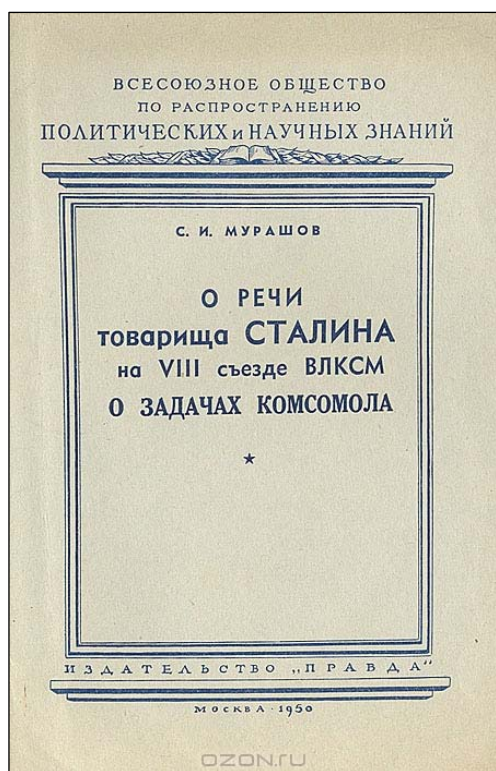 ВСЕСОЮЗНОЕ ОБЩЕСТВО
ПО РАСПРОСТРАНЕНИЮ
ПОЛИТИЧЕСКИХ и НАУЧНЫХ ЗНАНИЙ
С. И. МУРАШОВ
О РЕЧИ
товарища СТАЛИНА
на VIII съезде ВЛКСМ
О ЗАДАЧАХ КОМСОМОЛА
ИЗДАТЕЛЬСТВО „ПРАВДА“
МОСКВА · 1950
OZON.RU